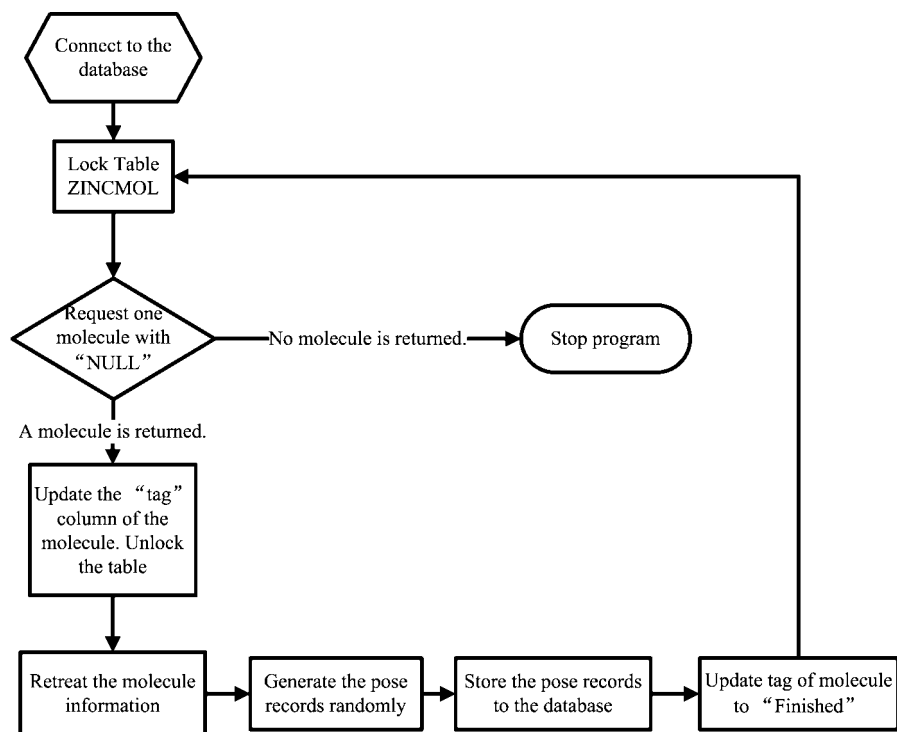 Connect to the
database
Lock Table
ZINCMOL
Request one
molecule with
“NULL”
No molecule is returned.
Stop program
A molecule is returned.
Update the “tag”
column of the
molecule. Unlock
the table
Retreat the molecule
information
Generate the pose
records randomly
Store the pose records
to the database
Update tag of molecule
to “Finished”